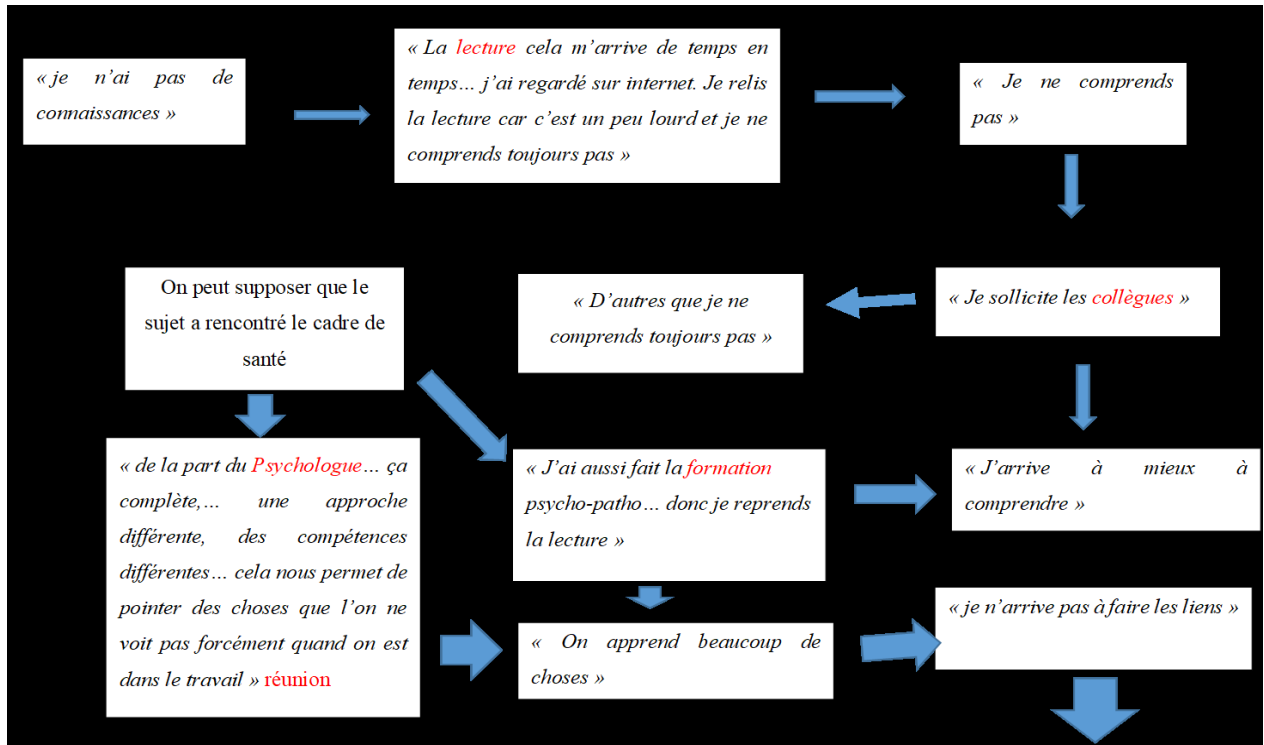 « je n'ai pas de
connaissances »
« La lecture cela m'arrive de temps en
temps… j'ai regardé sur internet. Je relis
la lecture car c'est un peu lourd et je ne
comprends toujours pas »
« Je ne comprends
pas »
On peut supposer que le
sujet a rencontré le cadre de
santé
« D'autres que je ne
comprends toujours pas »
« Je sollicite les collègues »
« de la part du Psychologue… ça
complète,… une approche
différente, des compétences
différentes… cela nous permet de
pointer des choses que l'on ne
voit pas forcément quand on est
dans le travail » réunion
« J'ai aussi fait la formation
psycho-patho… donc je reprends
la lecture »
« J'arrive à mieux à
comprendre »
« On apprend beaucoup de
choses »
« je n'arrive pas à faire les liens »